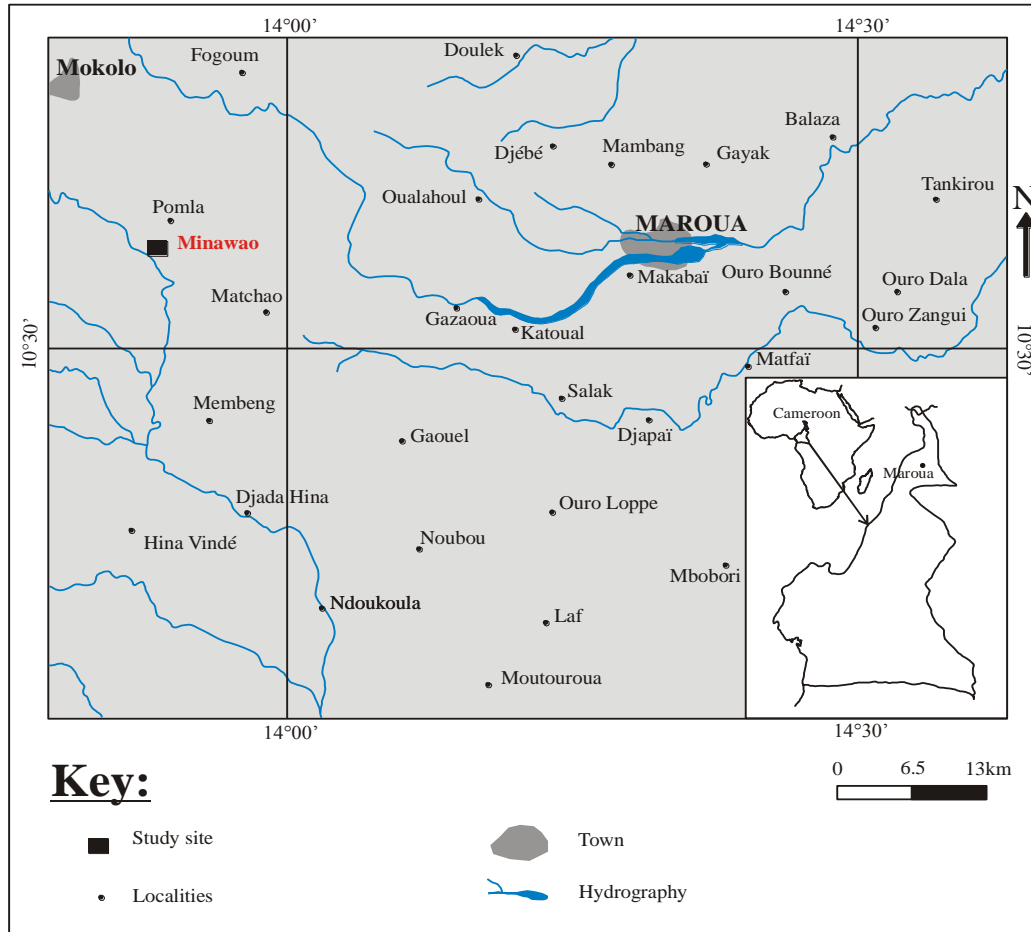 14°00’ 14°30’
Fogoum
Doulek
Mokolo
Balaza
Djébé
Mambang
Gayak
Oualahoul
Tankirou
N
Pomla
MAROUA
Minawao
Makabaï
Ouro Bounné
Ouro Dala
Matchao
Gazaoua
Katoual
Ouro Zangui
10°30’ 10°30’
Matfaï
Membeng
Salak
Gaouel
Djapaï
Cameroon
Maroua
Djada Hina
Ouro Loppe
Hina Vindé
Noubou
Mbobori
Ndoukoula
Laf
Moutouroua
14°00’ 14°30’
Key:
0 6.5 13km
Study site
Town
Localities
Hydrography